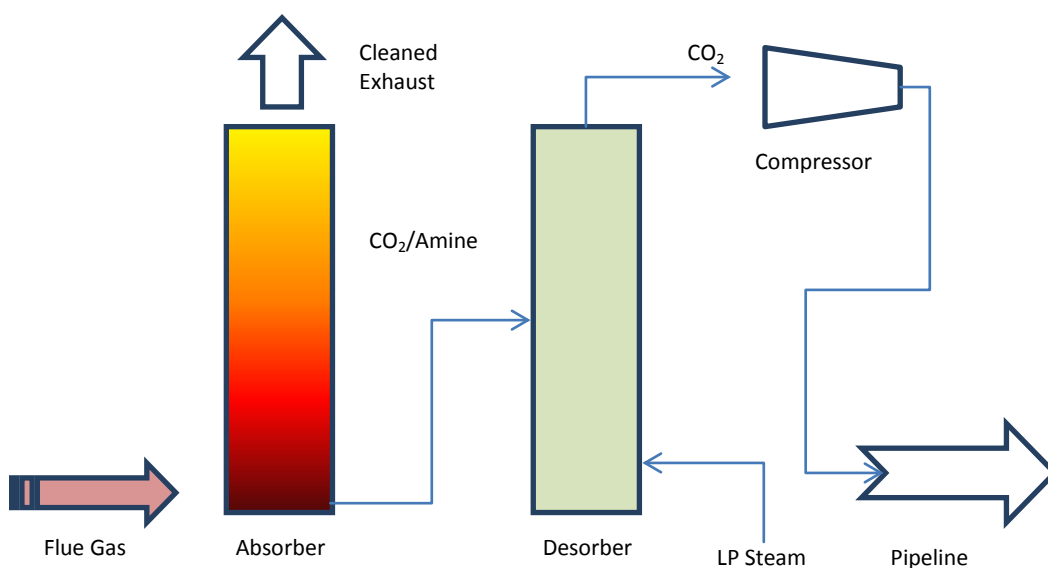 Cleaned
Exhaust
CO₂
Compressor
CO₂/Amine
Flue Gas
Absorber
Desorber
LP Steam
Pipeline